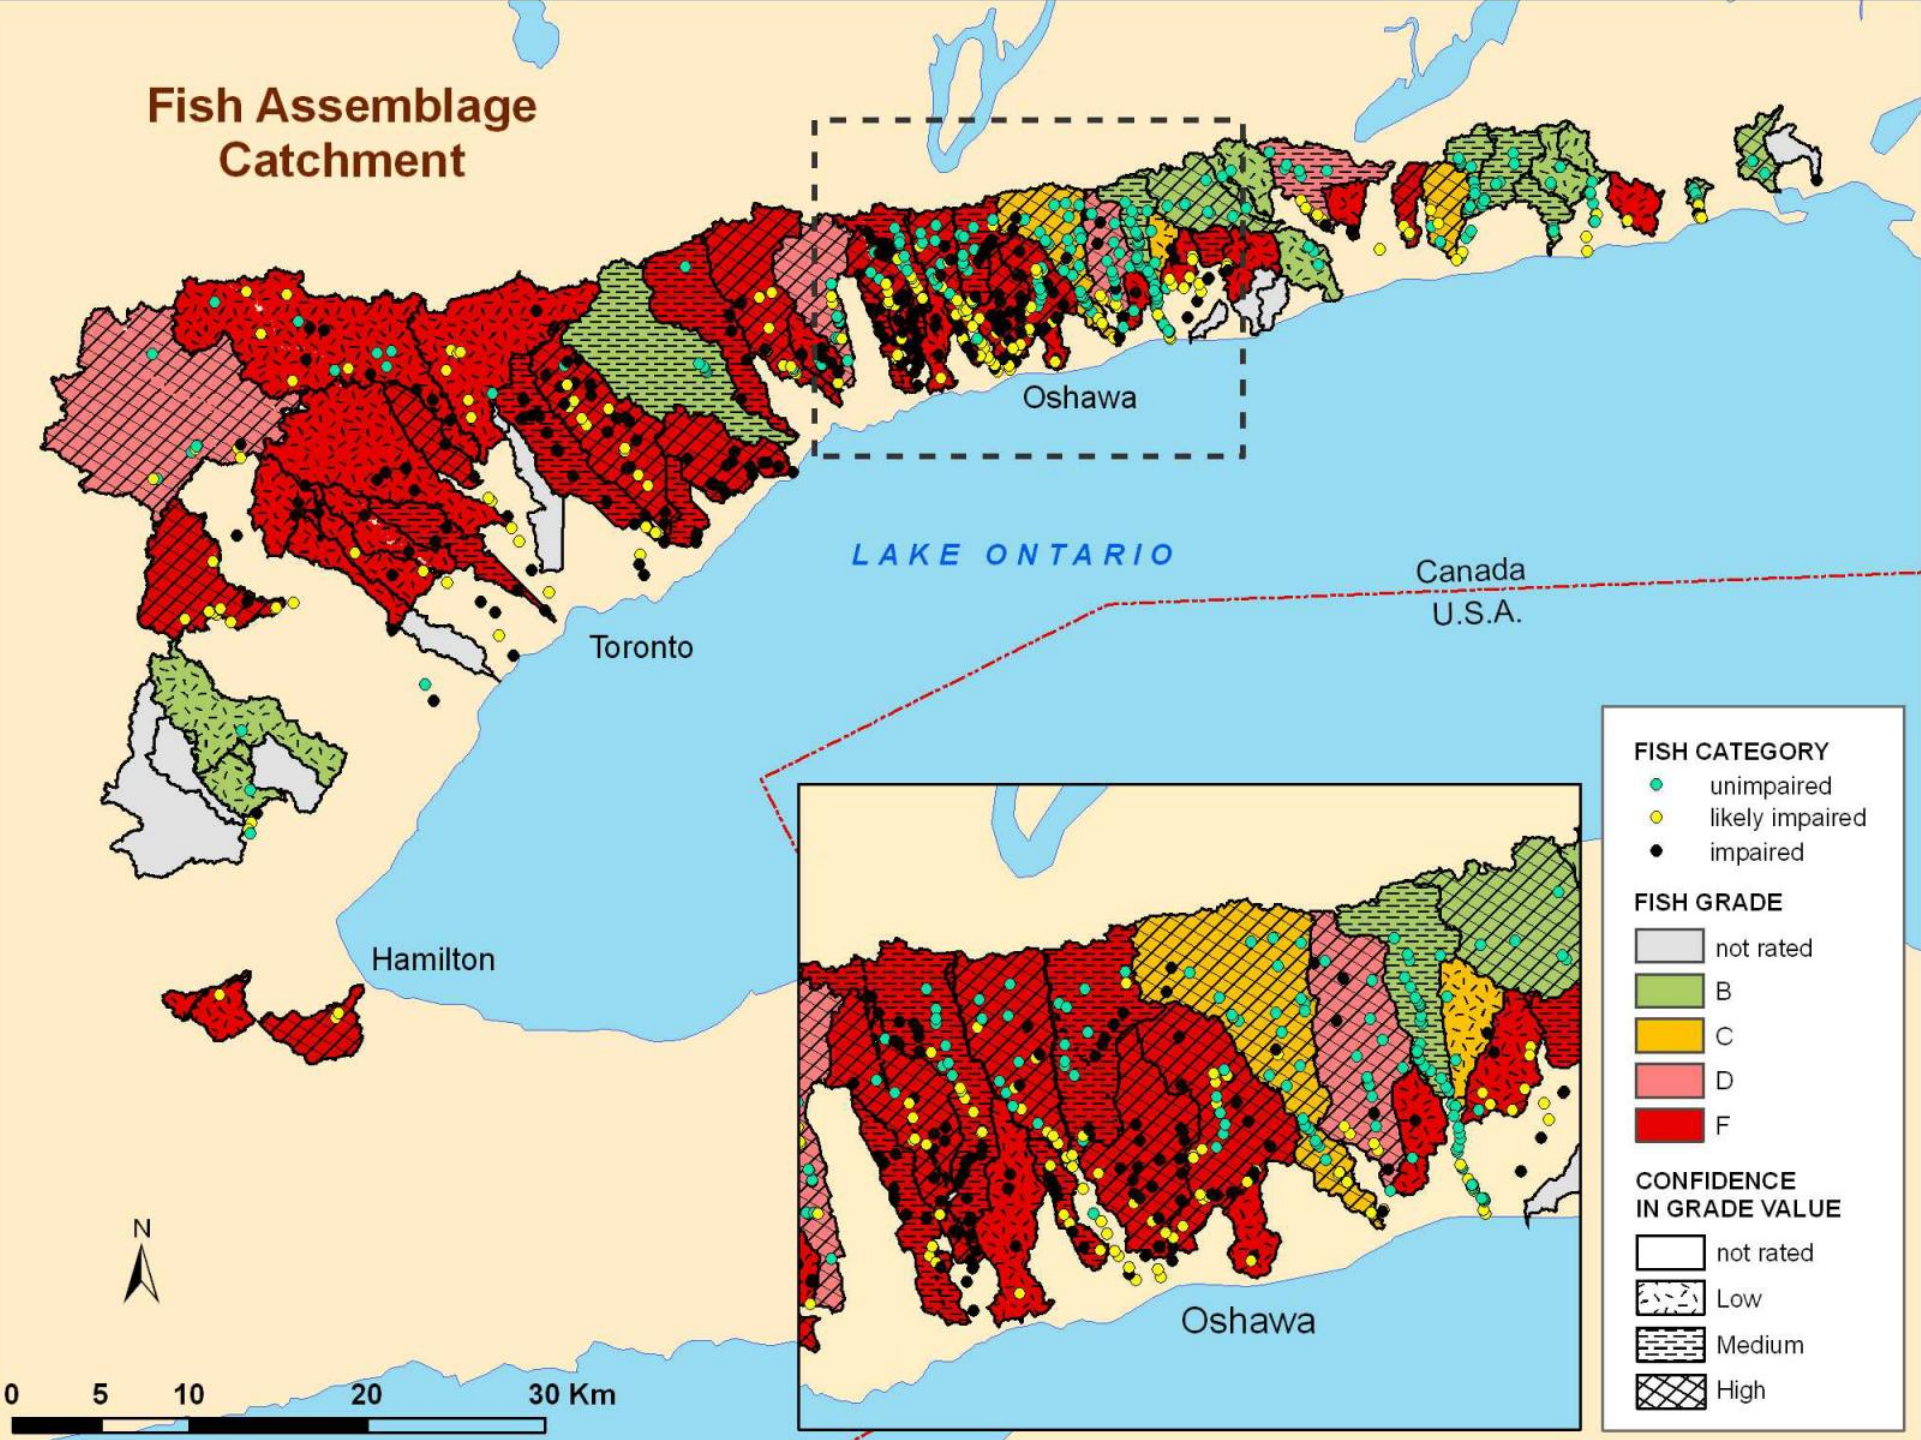 Fish Assemblage
Catchment
Oshawa
LAKE ONTARIO
Canada
U.S.A.
Toronto
Hamilton
FISH CATEGORY
unimpaired
likely impaired
impaired
FISH GRADE
not rated
B
C
D
F
CONFIDENCE
IN GRADE VALUE
not rated
Low
Medium
High
Oshawa
N
0 5 10 20 30 Km